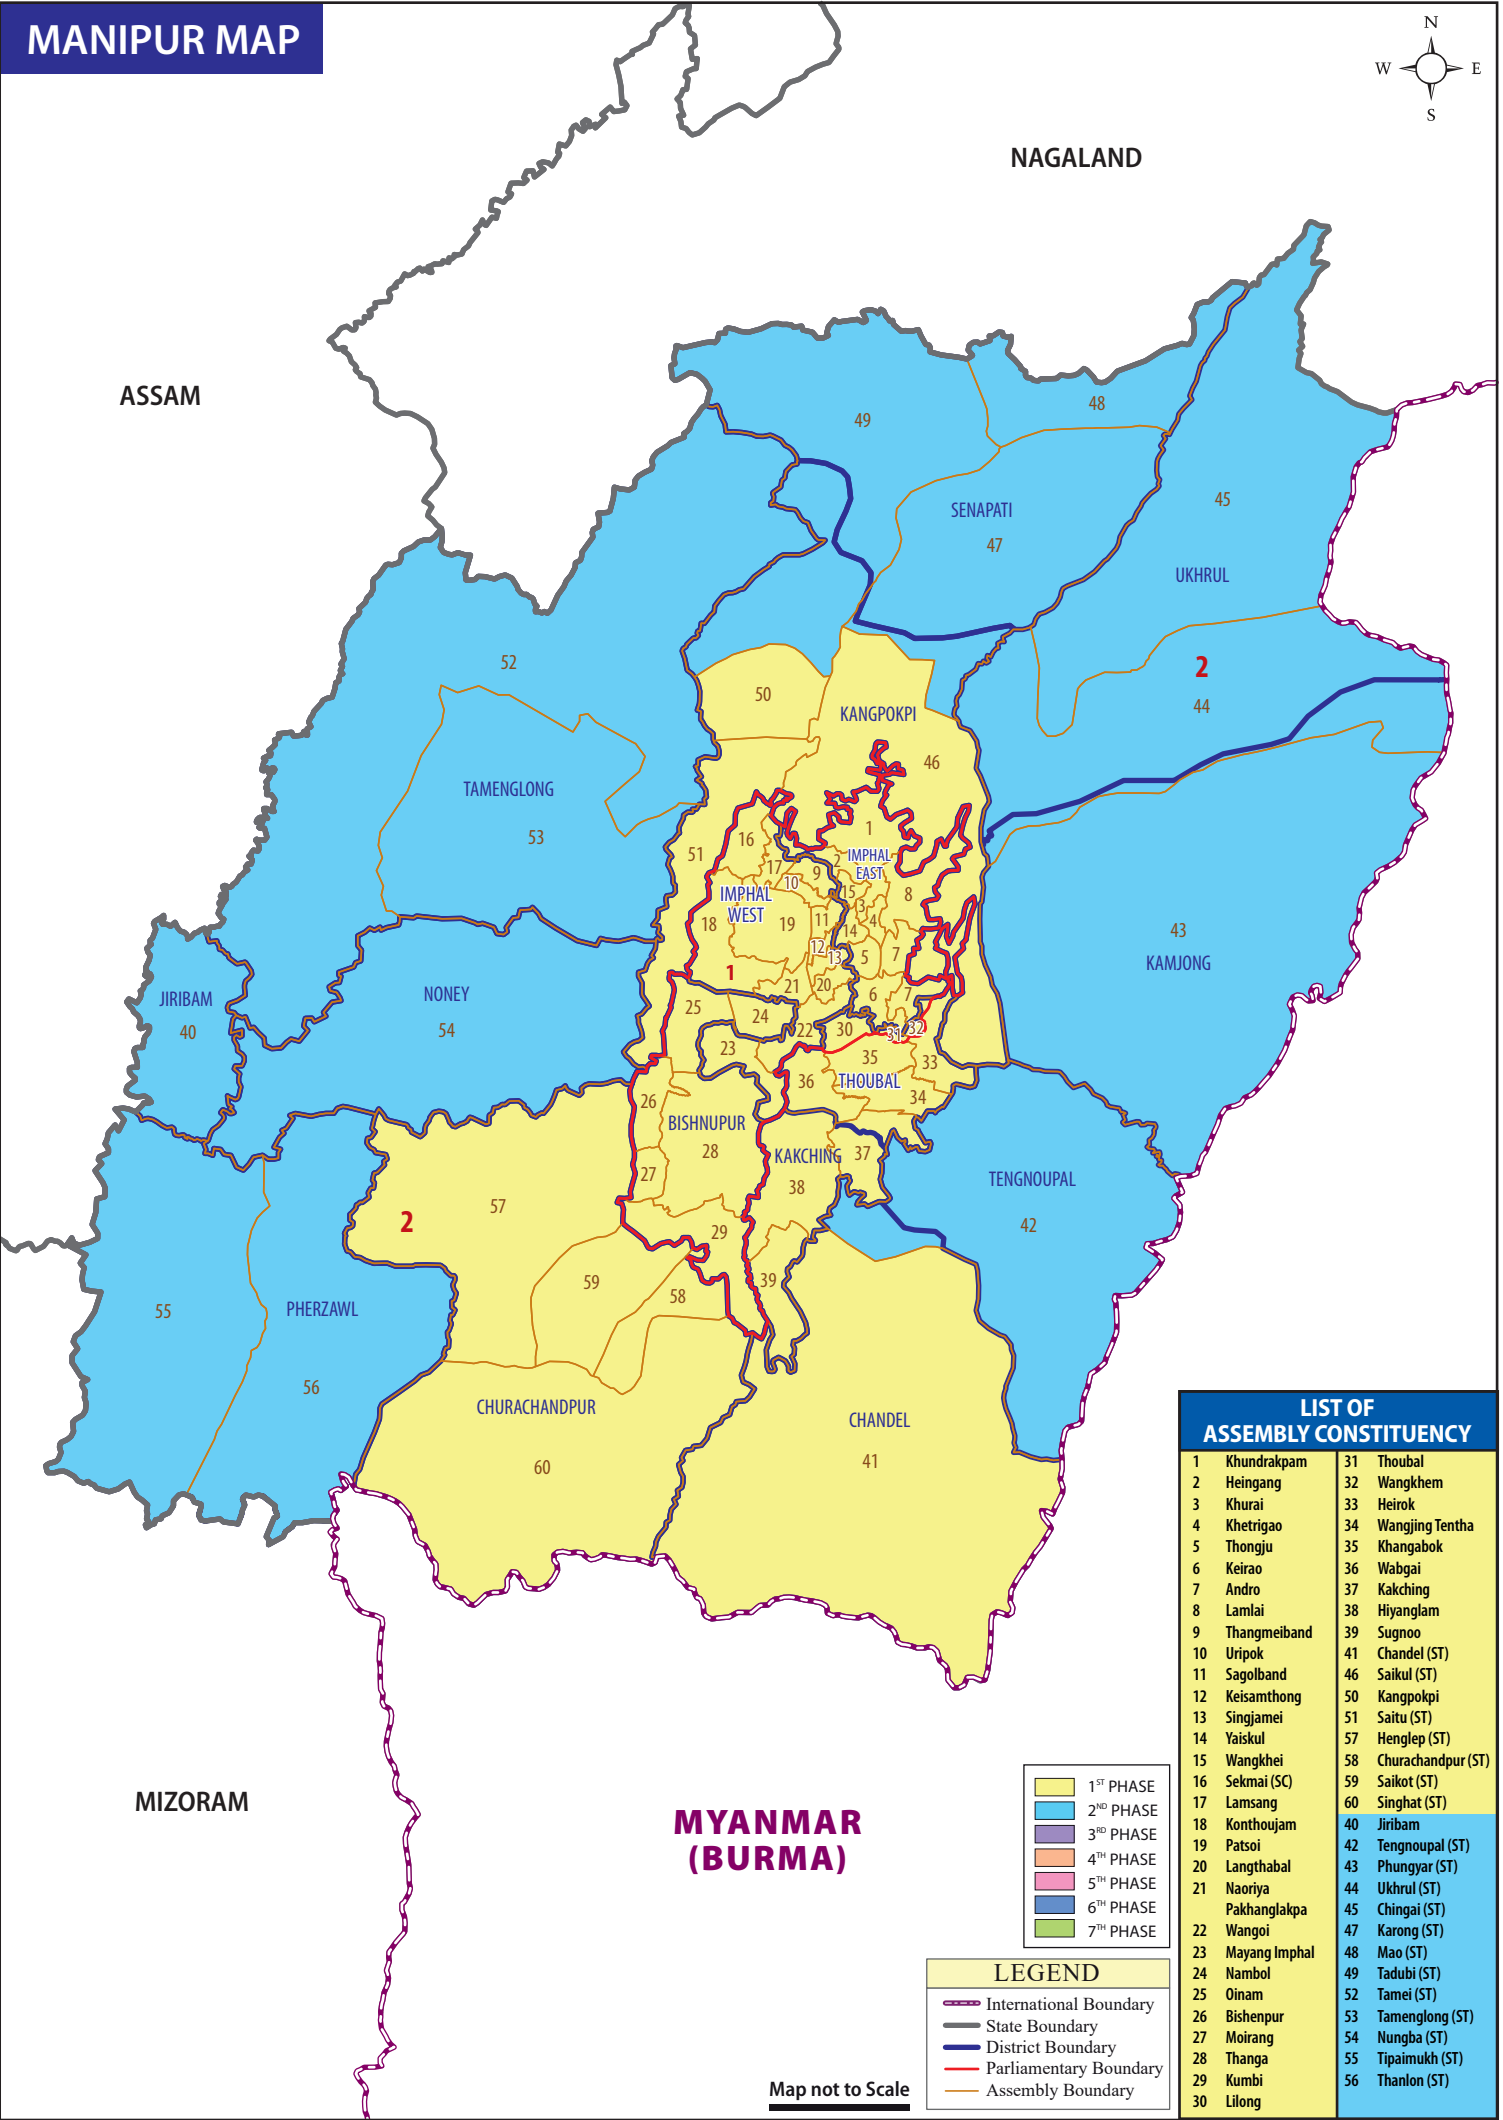 MANIPUR MAP
N
W E
S
NAGALAND
ASSAM
48
49
45
SENAPATI
47
UKHRUL
52
2
50
44
KANGPOKPI
46
TAMENGLONG
53
1
16
51
2
IMPHAL
EAST
17
9
10
15
8
IMPHAL
WEST
3
18
19
11
4
14
43
12
13
5
7
KAMJONG
1
21
20
6
7
JIRIBAM
40
NONEY
54
25
24
22
30
31
32
23
35
33
36
THOUBAL
34
26
BISHNUPUR
28
KAKCHING
37
27
38
TENGNOUPAL
42
57
2
29
59
39
58
55
PHERZAWL
56
CHURACHANDPUR
60
CHANDEL
41
MIZORAM
MYANMAR
(BURMA)
LIST OF
ASSEMBLY CONSTITUENCY
1 Khundrakpam
2 Heingang
3 Khurai
4 Khetrigao
5 Thongju
6 Keirao
7 Andro
8 Lamlai
9 Thangmeiband
10 Uripok
11 Sagolband
12 Keisamthong
13 Singjamei
14 Yaiskul
15 Wangkhei
16 Sekmai (SC)
17 Lamsang
18 Konthoujam
19 Patsoi
20 Langthabal
21 Naoriya
Pakhanglakpa
22 Wangoi
23 Mayang Imphal
24 Nambol
25 Oinam
26 Bishenpur
27 Moirang
28 Thanga
29 Kumbi
30 Lilong
31 Thoubal
32 Wangkhem
33 Heirok
34 Wangjing Tentha
35 Khangabok
36 Wabgai
37 Kakching
38 Hiyanglam
39 Sugnoo
41 Chandel (ST)
46 Saikul (ST)
50 Kangpokpi
51 Saitu (ST)
57 Henglep (ST)
58 Churachandpur (ST)
59 Saikot (ST)
60 Singhat (ST)
40 Jiribam
42 Tengnoupal (ST)
43 Phungyar (ST)
44 Ukhrul (ST)
45 Chingai (ST)
47 Karong (ST)
48 Mao (ST)
49 Tadubi (ST)
52 Tamei (ST)
53 Tamenglong (ST)
54 Nungba (ST)
55 Tipaimukh (ST)
56 Thanlon (ST)
1ST PHASE
2ND PHASE
3RD PHASE
4TH PHASE
5TH PHASE
6TH PHASE
7TH PHASE
LEGEND
International Boundary
State Boundary
District Boundary
Parliamentary Boundary
Assembly Boundary
Map not to Scale